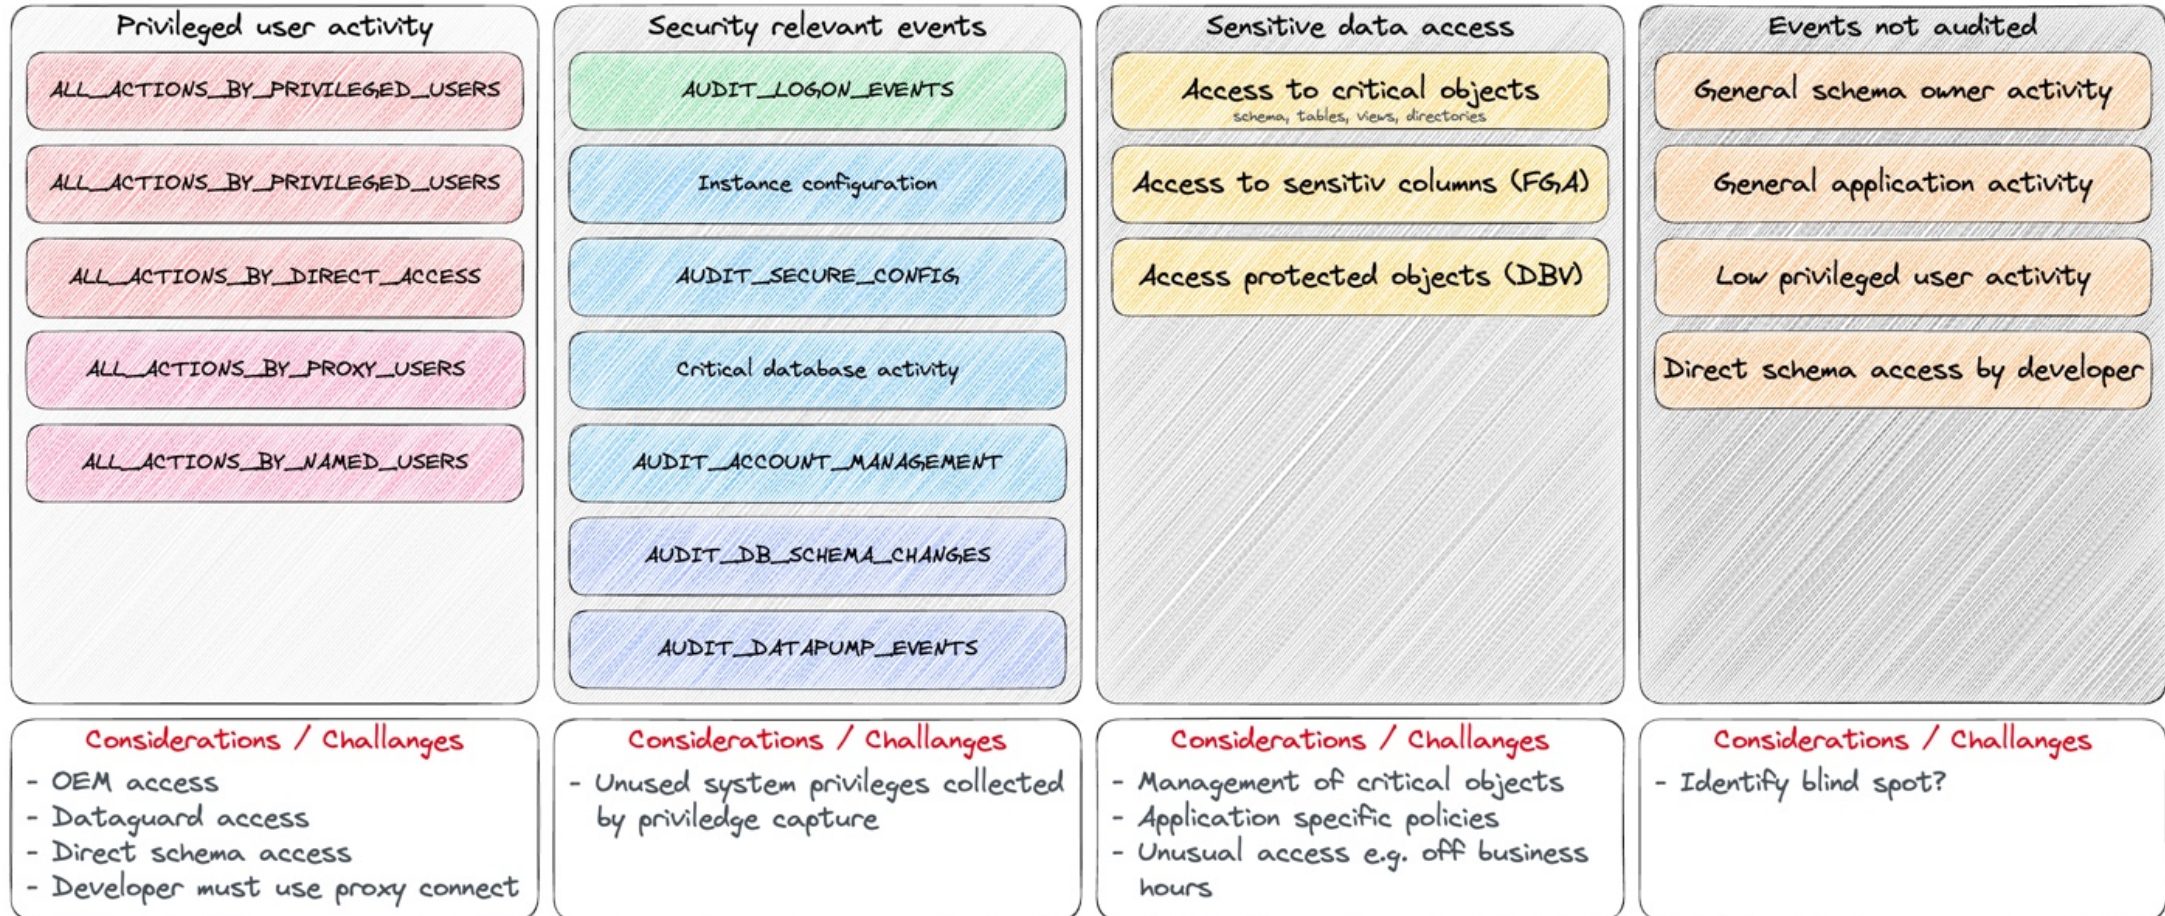 Privileged user activity
ALL_ACTIONS_BY_PRIVILEGED_USERS
ALL_ACTIONS_BY_PRIVILEGED_USERS
ALL_ACTIONS_BY_DIRECT_ACCESS
ALL_ACTIONS_BY_PROXY_USERS
ALL_ACTIONS_BY_NAMED_USERS
Considerations / Challanges
- OEM access
- Dataguard access
- Direct schema access
- Developer must use proxy connect
Security relevant events
AUDIT_LOGON_EVENTS
Instance configuration
AUDIT_SECURE_CONFIG
Critical database activity
AUDIT_ACCOUNT_MANAGEMENT
AUDIT_DB_SCHEMA_CHANGES
AUDIT_DATAPUMP_EVENTS
Considerations / Challanges
- Unused system privileges collected
by priviledge capture
Sensitive data access
Access to critical objects
schema, tables, views, directories
Access to sensitiv columns (FGA)
Access protected objects (DBV)
Considerations / Challanges
- Management of critical objects
- Application specific policies
- Unusual access e.g. off business
hours
Events not audited
General schema owner activity
General application activity
Low privileged user activity
Direct schema access by developer
Considerations / Challanges
- Identify blind spot?